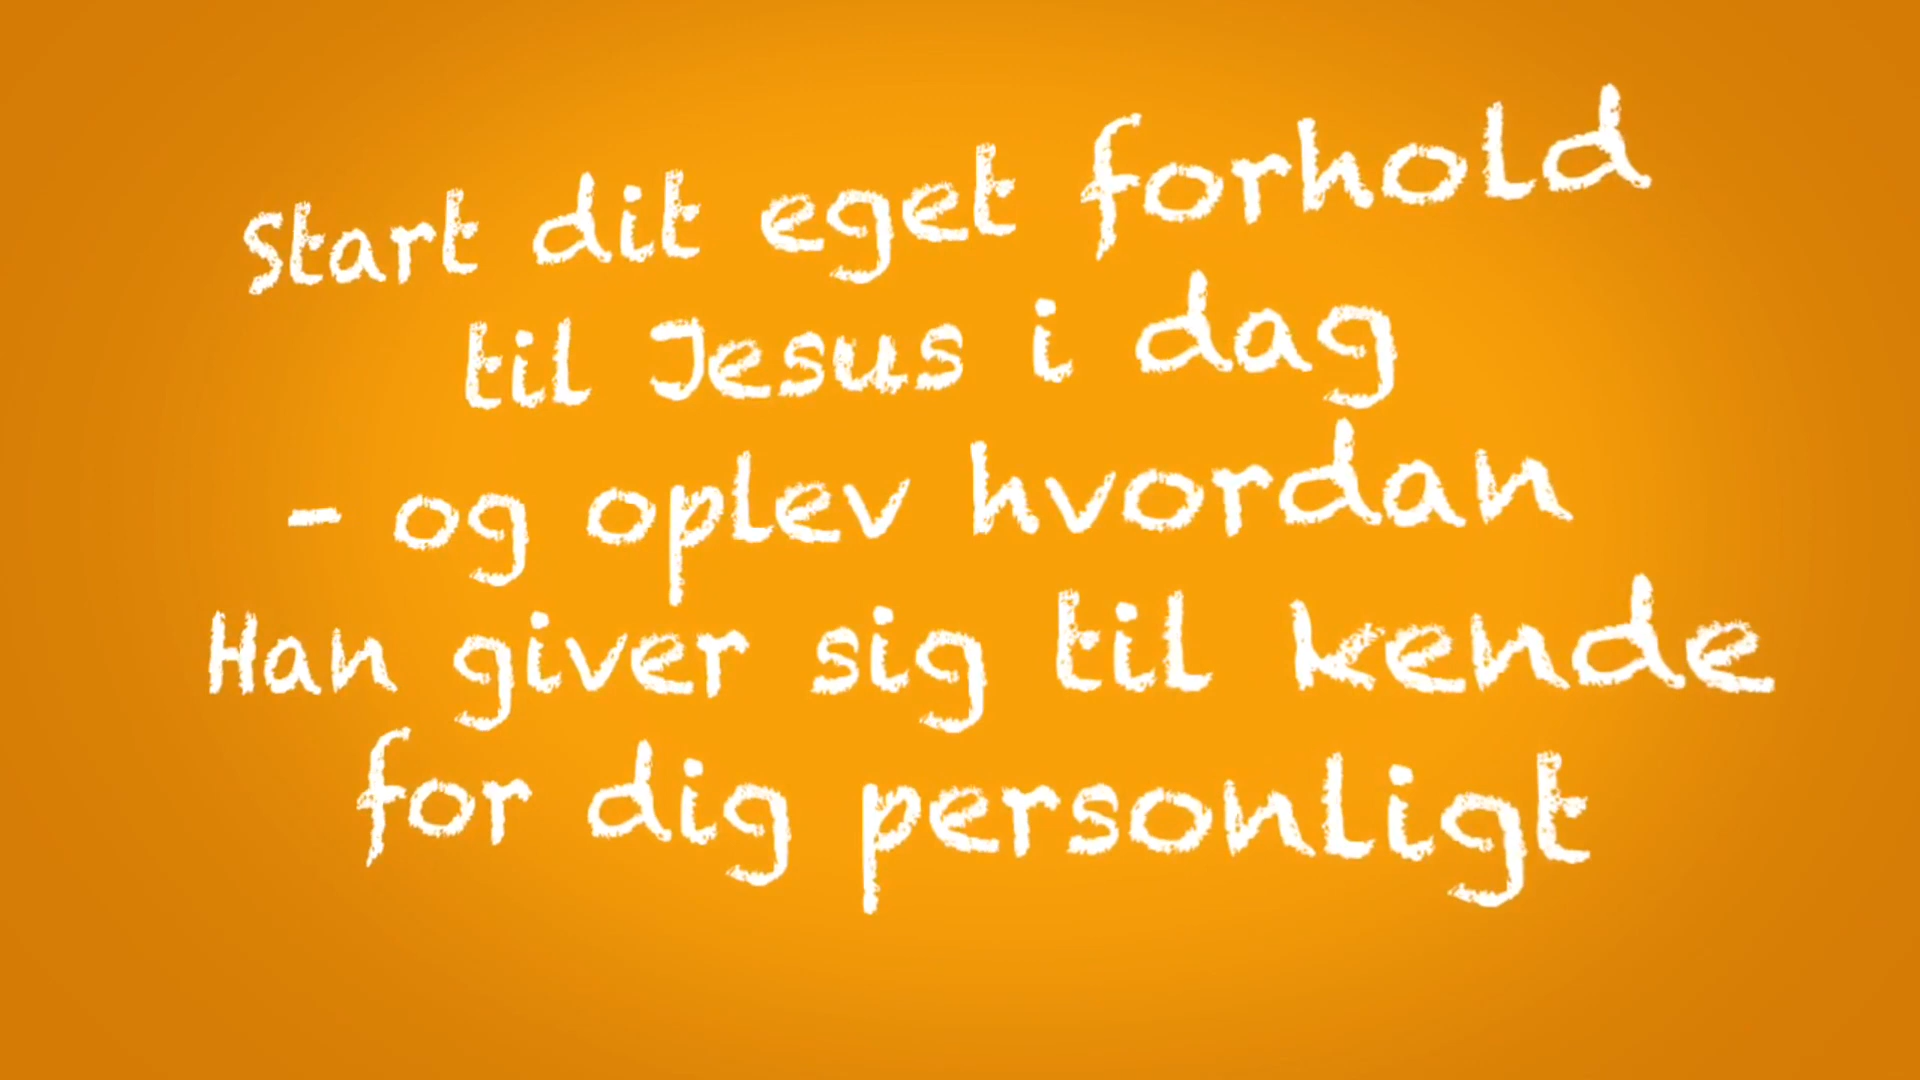 Start dit eget forhold
til Jesus i dag
- og oplev hvordan
Han giver sig til kende
for dig personligt